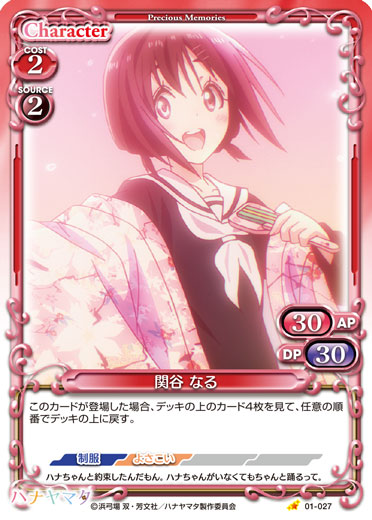 Precious Memories
Character
COST
2
SOURCE
2
30 AP
DP 30
関谷 なる
このカードが登場した場合、デッキの上のカード4枚を見て、任意の順
番でデッキの上に戻す。
制服 よさこい
ハナちゃんと約束したんだもん。ハナちゃんがいなくてもちゃんと踊るって。
ハナヤマタ
©浜弓場 双・芳文社/ハナヤマタ製作委員会
01-027